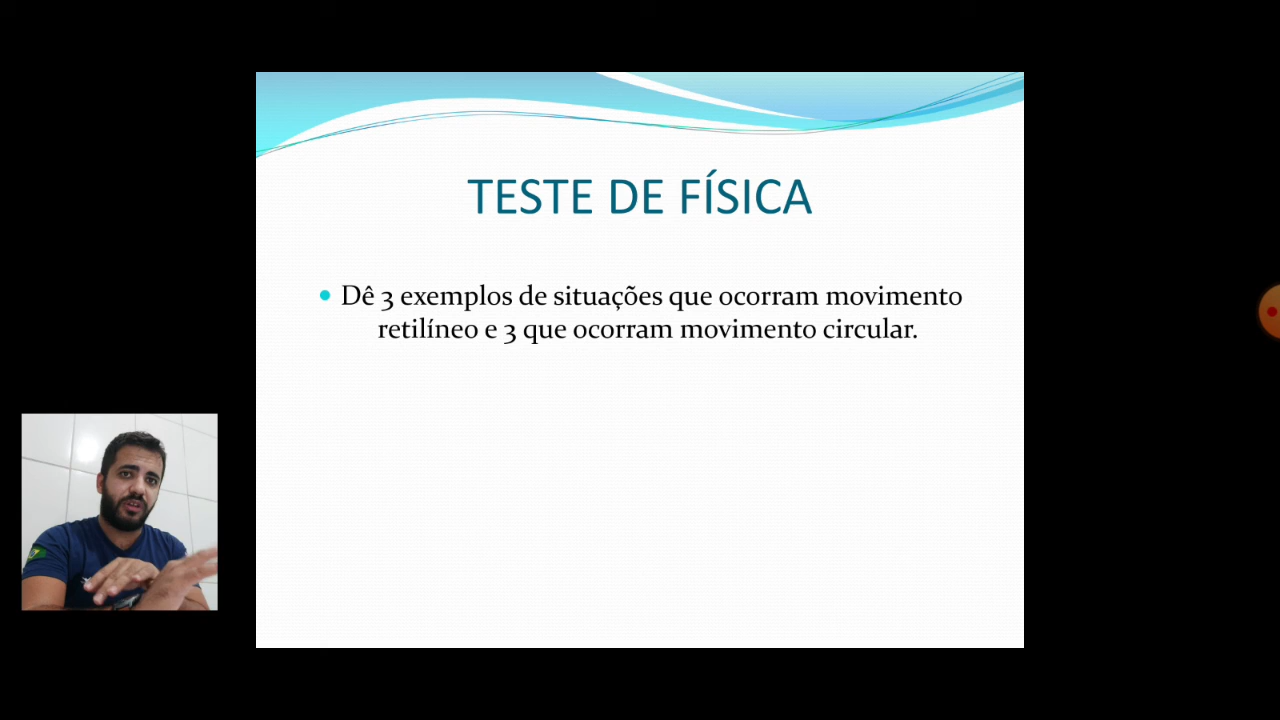 TESTE DE FÍSICA
Dê 3 exemplos de situações que ocorram movimento
retilíneo e 3 que ocorram movimento circular.